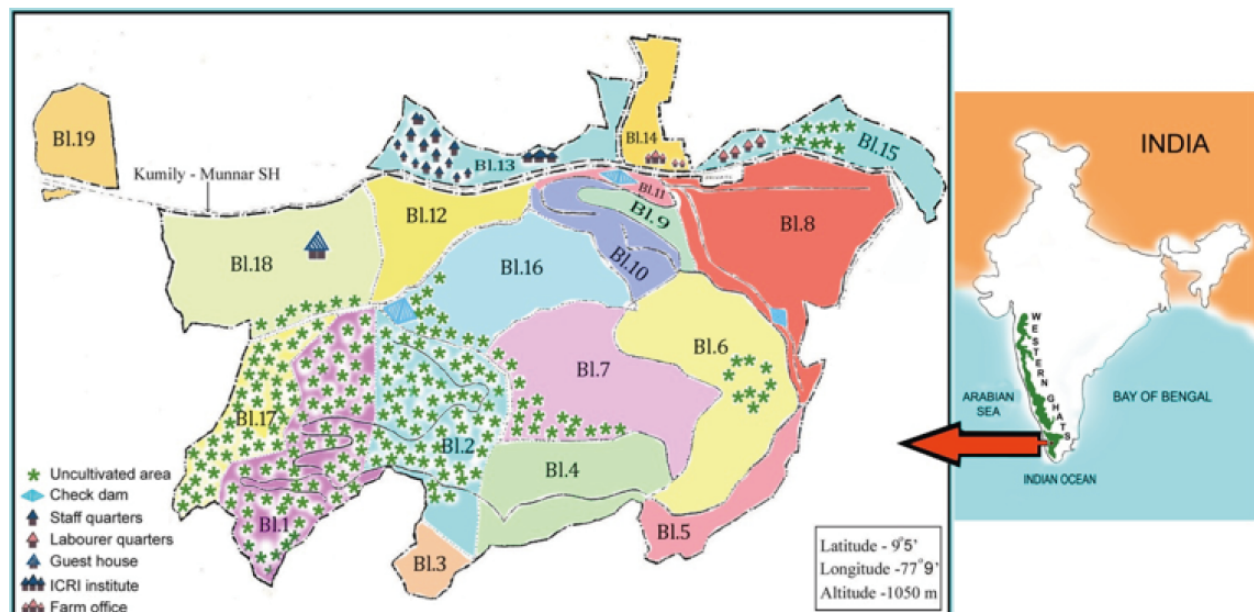 Bl.19
Kumily - Munnar SH
Bl.13
Bl.14
Bl.15
Bl.11
Bl.12
Bl.9
Bl.8
Bl.18
Bl.16
Bl.10
Bl.6
Bl.7
Bl.17
Bl.2
Bl.4
Bl.1
Bl.5
Bl.3
Uncultivated area
Check dam
Staff quarters
Labourer quarters
Guest house
ICRI institute
Farm office
Latitude - 9°5'
Longitude -77°9'
Altitude -1050 m
INDIA
WESTERN GHATS
ARABIAN
SEA
BAY OF BENGAL
INDIAN OCEAN